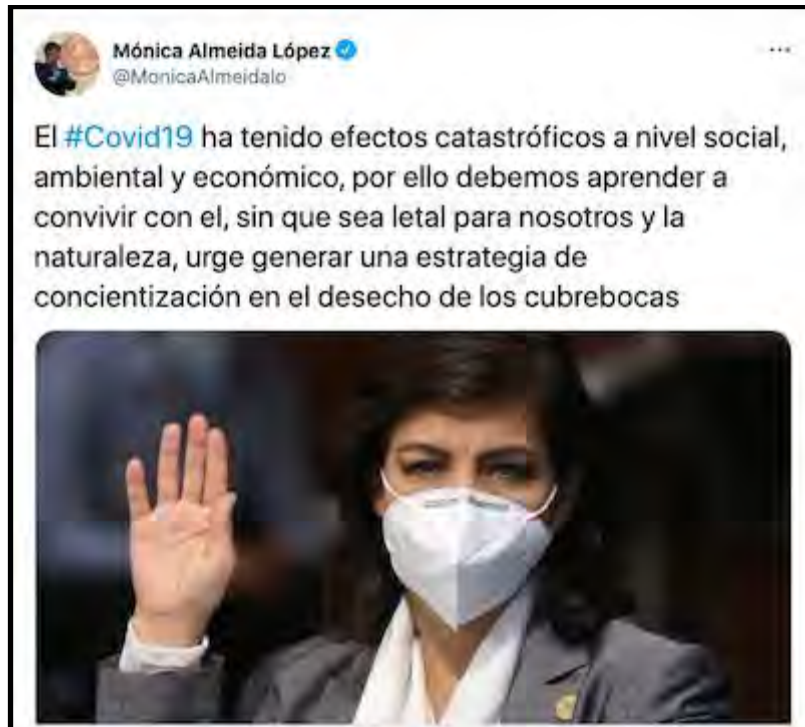 Mónica Almeida López
@MonicaAlmeidalo
El #Covid19 ha tenido efectos catastróficos a nivel social,
ambiental y económico, por ello debemos aprender a
convivir con el, sin que sea letal para nosotros y la
naturaleza, urge generar una estrategia de
concientización en el desecho de los cubrebocas